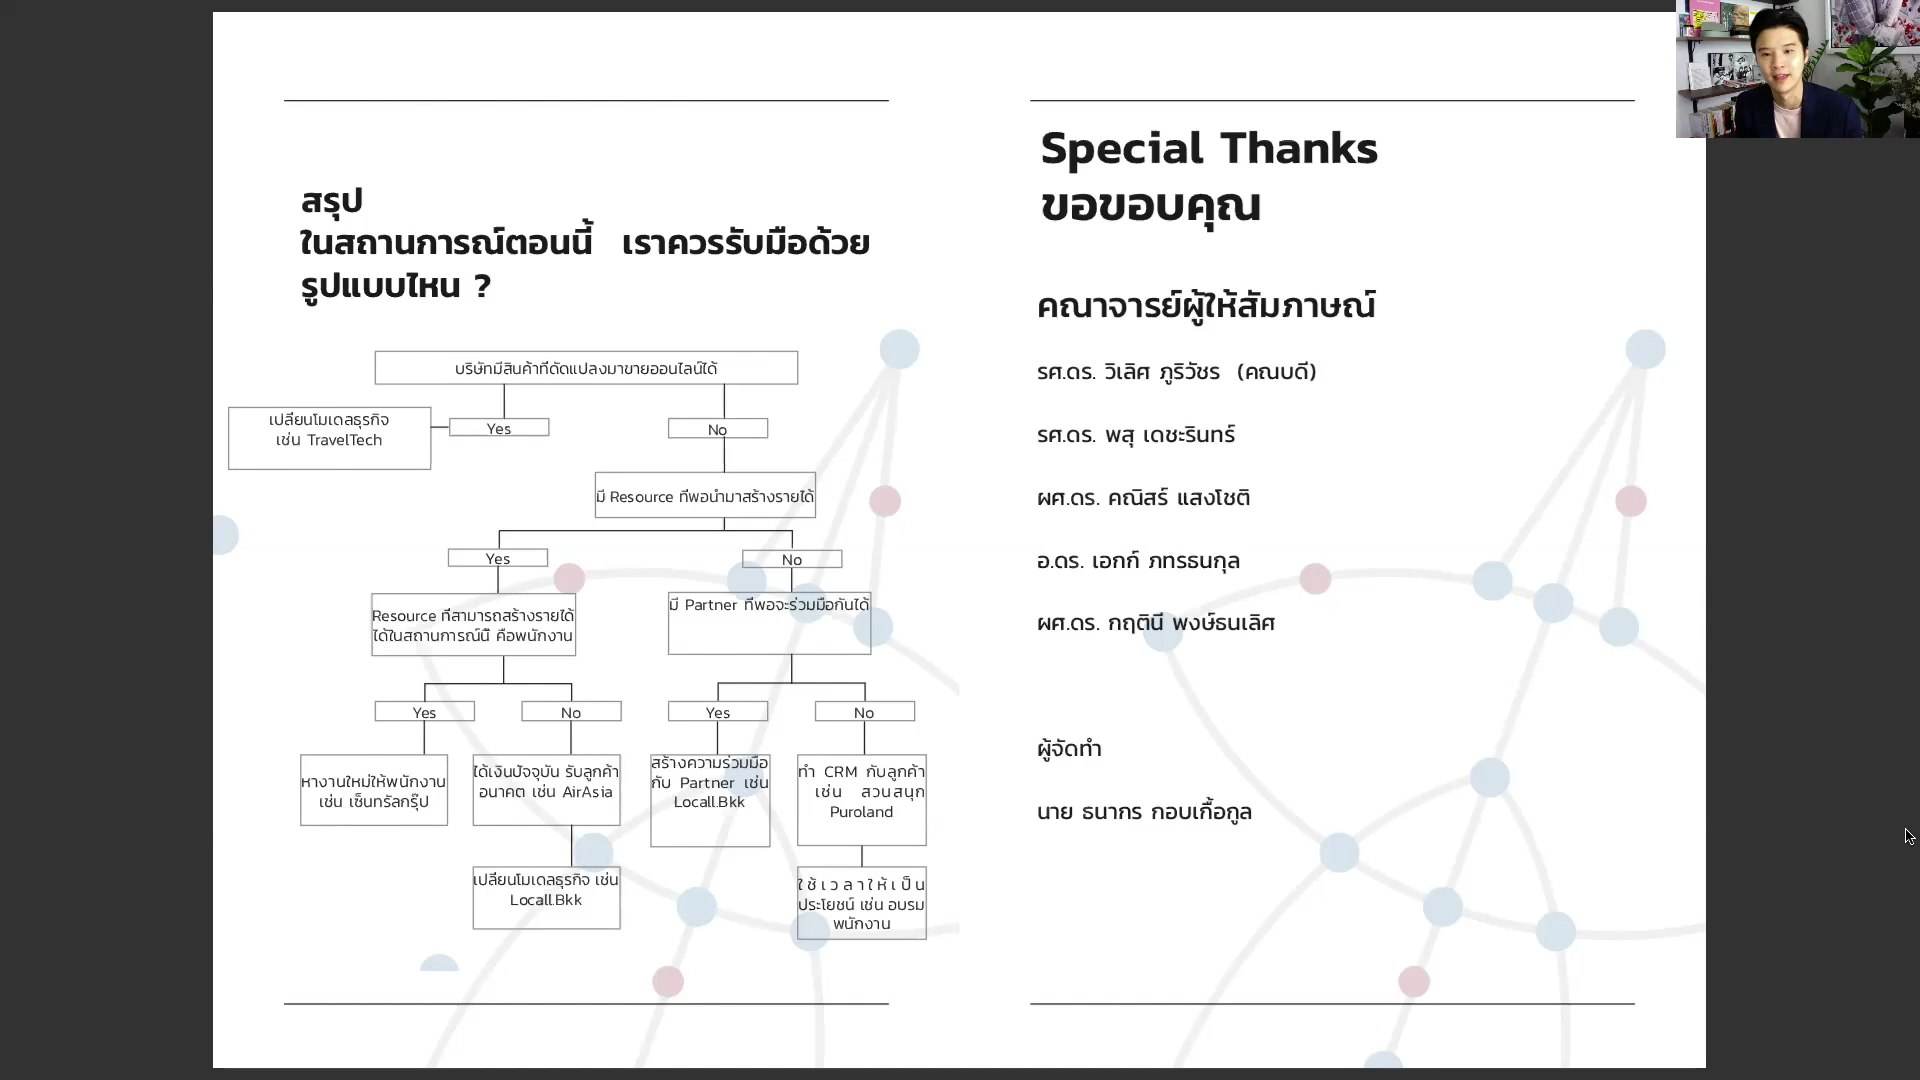 สรุป
ในสถานการณ์ตอนนี้ เราควรรับมือด้วย
รูปแบบไหน ?
บริษัทมีสินค้าที่ดัดแปลงมาขายออนไลน์ได้
เปลี่ยนโมเดลธุรกิจ
เช่น TravelTech
Yes
No
มี Resource ที่พอนำมาสร้างรายได้
Yes
No
Resource ที่สามารถสร้างรายได้
ได้ในสถานการณ์นี้ คือพนักงาน
มี Partner ที่พอจะร่วมมือกันได้
Yes
No
Yes
No
หางานใหม่ให้พนักงาน
เช่น เซ็นทรัลกรุ๊ป
ได้เงินปัจจุบัน รับลูกค้า
อนาคต เช่น AirAsia
สร้างความร่วมมือ
กับ Partner เช่น
Locall.Bkk
ทำ CRM กับลูกค้า
เช่น สวนสนุก
Puroland
เปลี่ยนโมเดลธุรกิจ เช่น
Locall.Bkk
ใช้เวลาให้เป็น
ประโยชน์ เช่น อบรม
พนักงาน
Special Thanks
ขอขอบคุณ
คณาจารย์ผู้ให้สัมภาษณ์
รศ.ดร. วิเลิศ ภูริวัชร (คณบดี)
รศ.ดร. พสุ เดชะรินทร์
ผศ.ดร. คณิสร์ แสงโชติ
อ.ดร. เอกก์ ภทรธนกุล
ผศ.ดร. กฤตินี พงษ์ธนเลิศ
ผู้จัดทำ
นาย ธนากร กอบเกื้อกูล